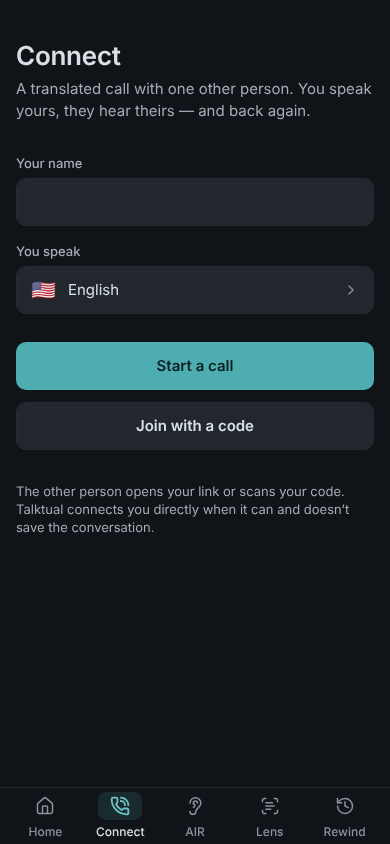 Connect
A translated call with one other person. You speak
yours, they hear theirs — and back again.
Your name
You speak
English
Start a call
Join with a code
The other person opens your link or scans your code.
Talktual connects you directly when it can and doesn’t
save the conversation.
Home
Connect
AIR
Lens
Rewind